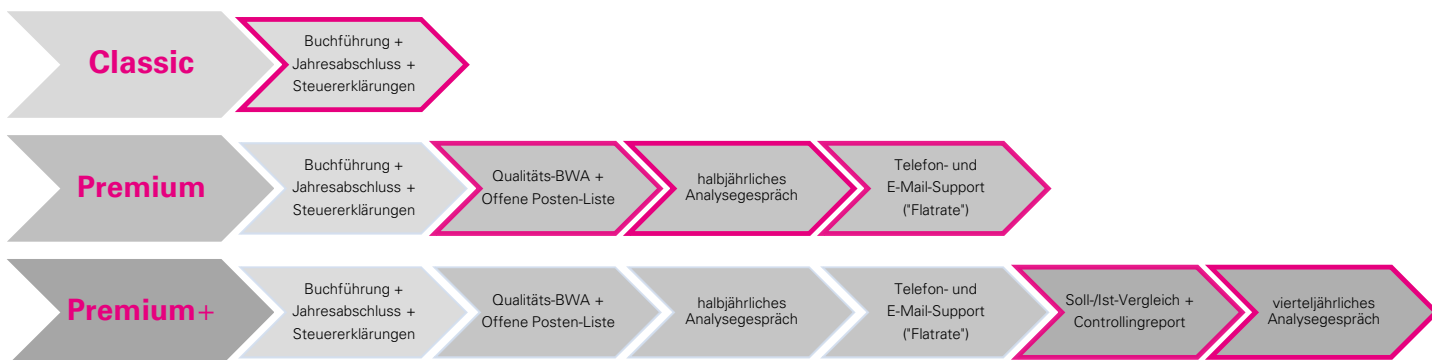 Classic
Buchführung +
Jahresabschluss +
Steuererklärungen
Premium
Buchführung +
Jahresabschluss +
Steuererklärungen
Qualitäts-BWA +
Offene Posten-Liste
halbjährliches
Analysegespräch
Telefon- und
E-Mail-Support
("Flatrate")
Premium+
Buchführung +
Jahresabschluss +
Steuererklärungen
Qualitäts-BWA +
Offene Posten-Liste
halbjährliches
Analysegespräch
Telefon- und
E-Mail-Support
("Flatrate")
Soll-/Ist-Vergleich +
Controllingreport
vierteljährliches
Analysegespräch